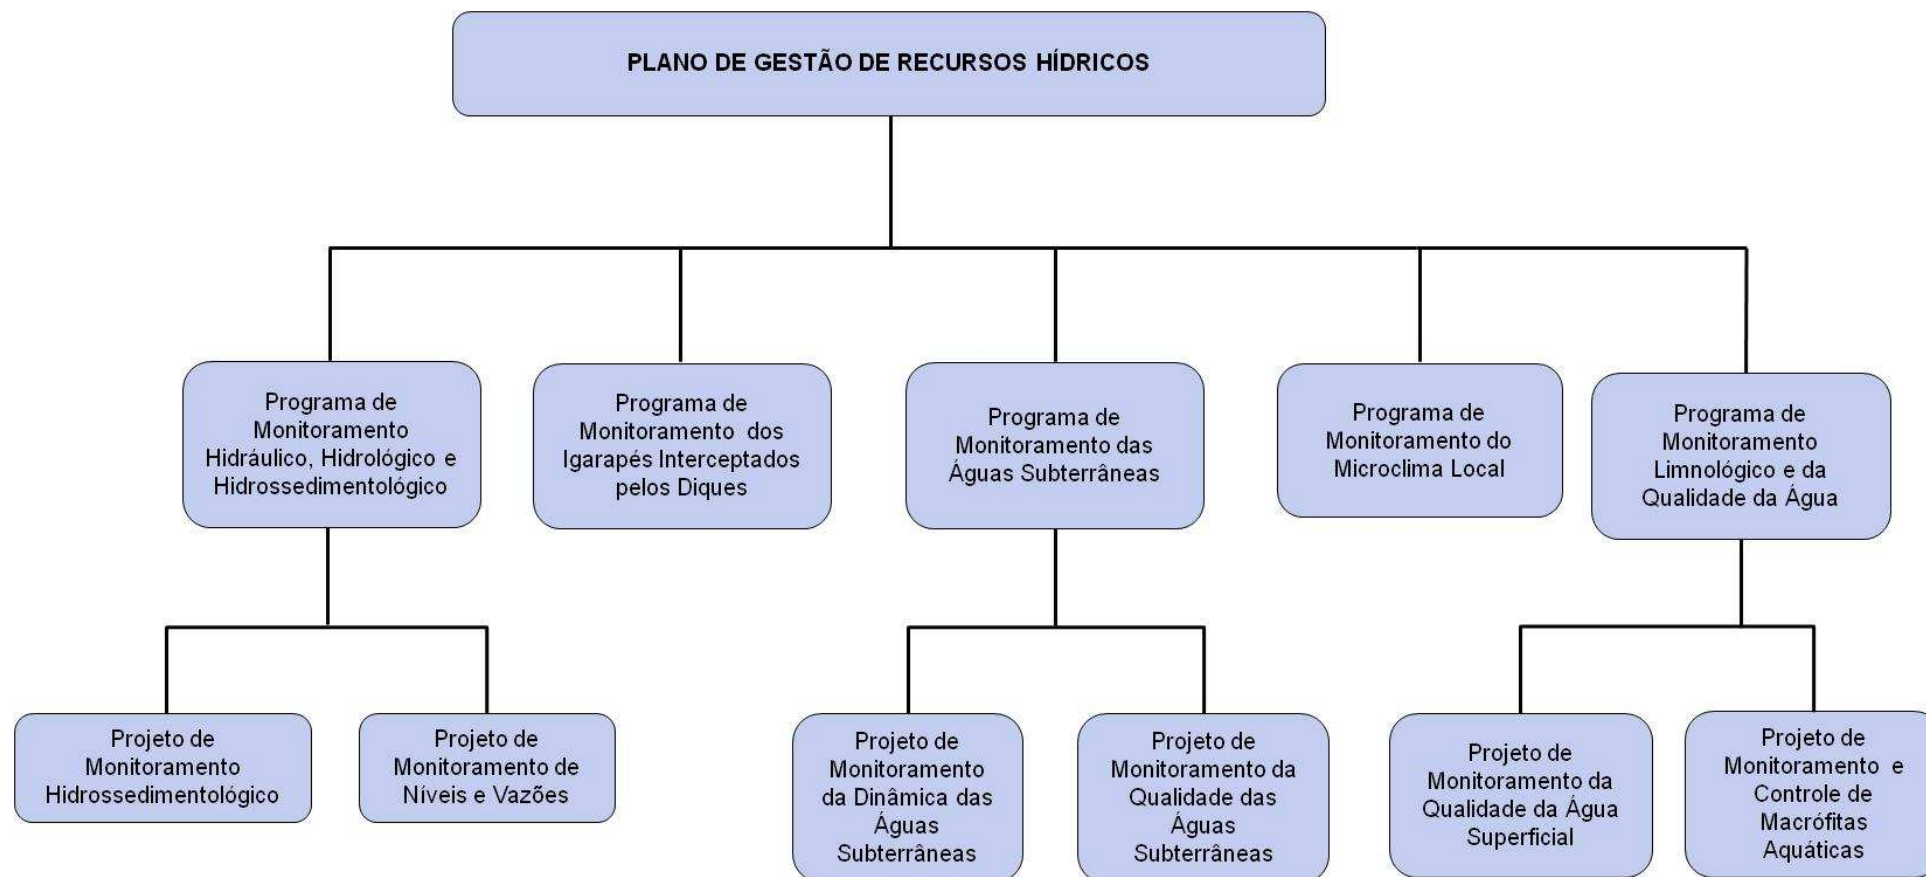 PLANO DE GESTÃO DE RECURSOS HÍDRICOS
Programa de
Monitoramento
Hidráulico, Hidrológico e
Hidrossedimentológico
Programa de
Monitoramento dos
Igarapés Interceptados
pelos Diques
Programa de
Monitoramento das
Águas Subterrâneas
Programa de
Monitoramento do
Microclima Local
Programa de
Monitoramento
Limnológico e da
Qualidade da Água
Projeto de
Monitoramento
Hidrossedimentológico
Projeto de
Monitoramento de
Níveis e Vazões
Projeto de
Monitoramento
da Dinâmica das
Águas
Subterrâneas
Projeto de
Monitoramento da
Qualidade das
Águas
Subterrâneas
Projeto de
Monitoramento da
Qualidade da Água
Superficial
Projeto de
Monitoramento e
Controle de
Macrófitas
Aquáticas